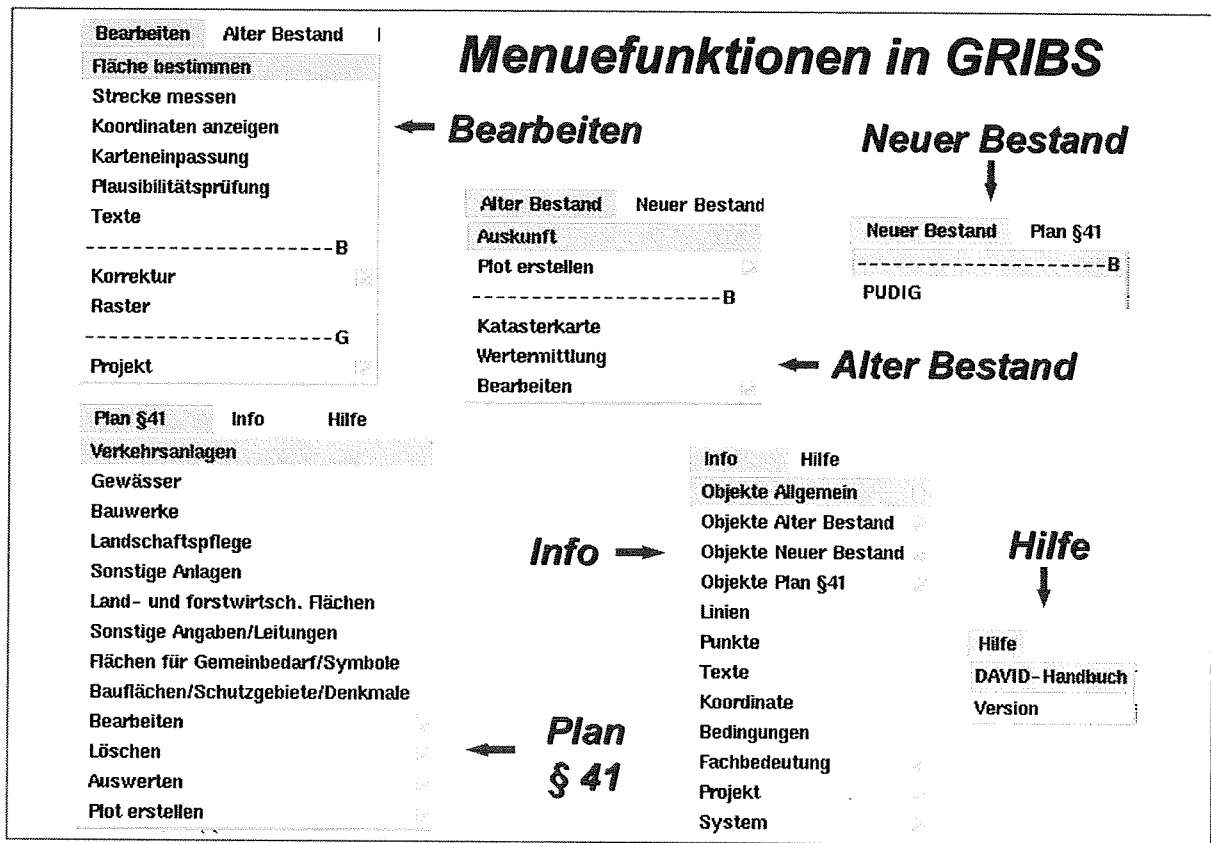 Menuefunktionen in GRIBS
Bearbeiten Alter Bestand
Fläche bestimmen
Strecke messen
Koordinaten anzeigen
Karteneinpassung
Plausibilitätsprüfung
Texte
----------------------B
Korrektur
Raster
----------------------G
Projekt
Bearbeiten
Alter Bestand Neuer Bestand
Auskunft
Plot erstellen
----------------------B
Katasterkarte
Wertermittlung
Bearbeiten
Alter Bestand
Neuer Bestand
Neuer Bestand Plan §41
----------------------B
PUDIG
Plan §41 Info Hilfe
Verkehrsanlagen
Gewässer
Bauwerke
Landschaftspflege
Sonstige Anlagen
Land- und forstwirtsch. Flächen
Sonstige Angaben/Leitungen
Flächen für Gemeinbedarf/Symbole
Bauflächen/Schutzgebiete/Denkmale
Bearbeiten
Löschen
Auswerten
Plot erstellen
Plan
§ 41
Info
Info Hilfe
Objekte Allgemein
Objekte Alter Bestand
Objekte Neuer Bestand
Objekte Plan §41
Linien
Punkte
Texte
Koordinate
Bedingungen
Fachbedeutung
Projekt
System
Hilfe
Hilfe
DAVID-Handbuch
Version